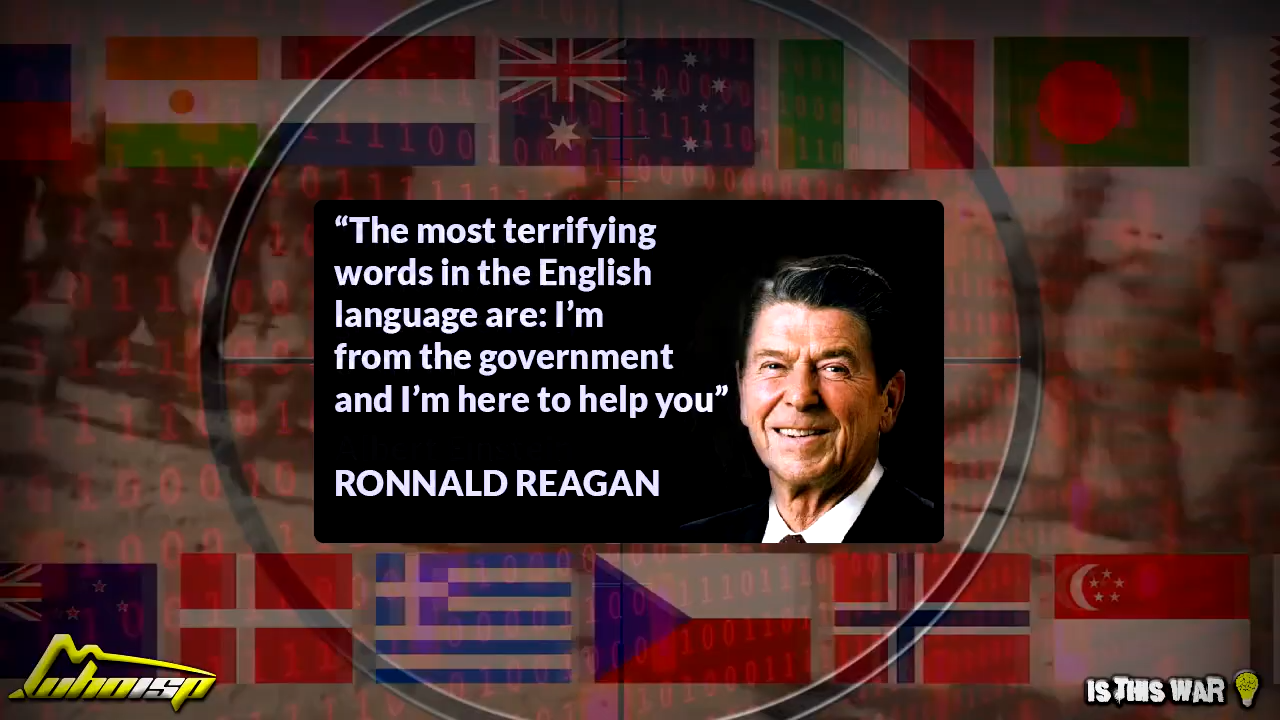 “The most terrifying
words in the English
language are: I’m
from the government
and I’m here to help you”
RONNALD REAGAN
whoisp
IS THIS WAR